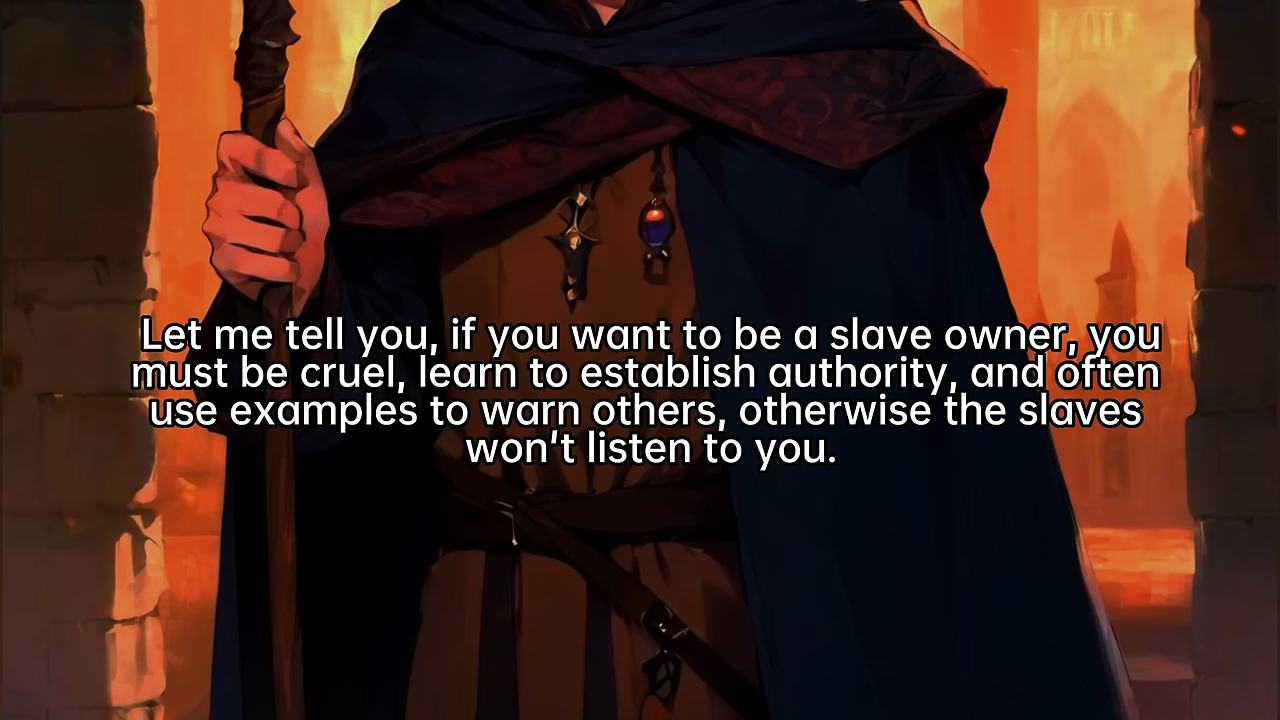 Let me tell you, if you want to be a slave owner, you
must be cruel, learn to establish authority, and often
use examples to warn others, otherwise the slaves
won't listen to you.